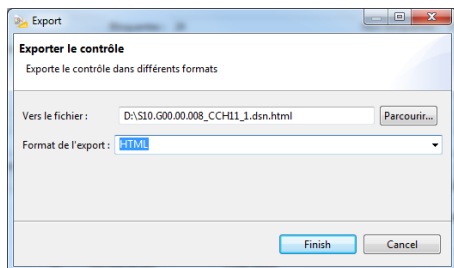 Export
Exporter le contrôle
Exporte le contrôle dans différents formats
Vers le fichier :
D:\S10.G00.00.008_CCH11_1.dsn.html
Parcourir...
Format de l'export :
HTML
Finish
Cancel